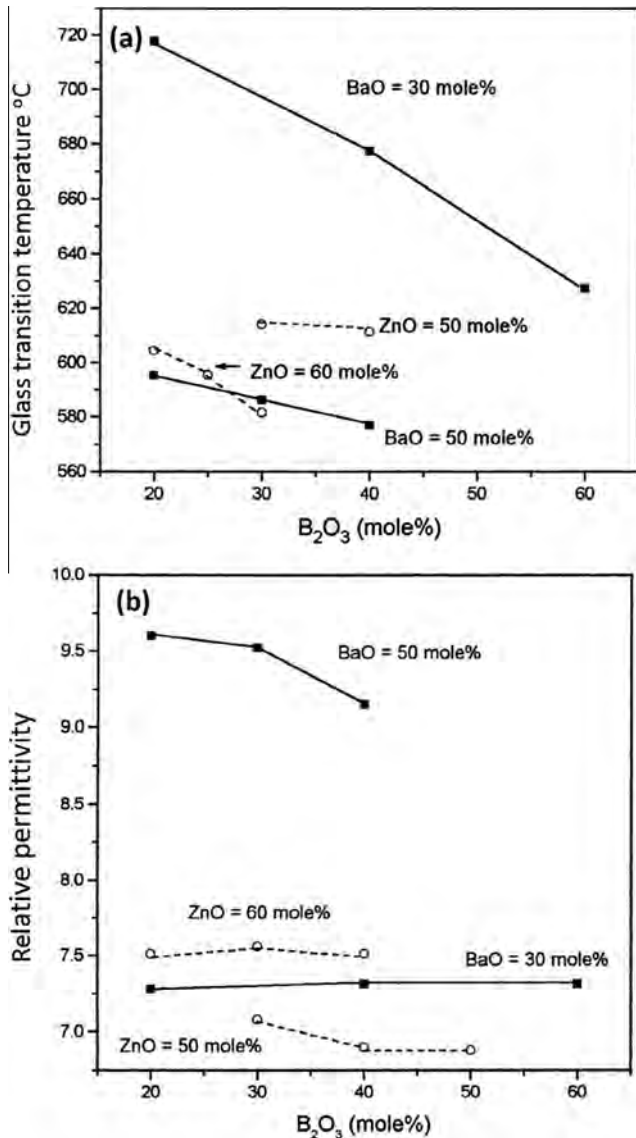 (a)
720
700
680
660
640
620
600
580
560
Glass transition temperature ºC
BaO = 30 mole%
ZnO = 50 mole%
ZnO = 60 mole%
BaO = 50 mole%
20 30 40 50 60
B₂O₃ (mole%)
(b)
10.0
9.5
9.0
8.5
8.0
7.5
7.0
Relative permittivity
BaO = 50 mole%
ZnO = 60 mole%
BaO = 30 mole%
ZnO = 50 mole%
20 30 40 50 60
B₂O₃ (mole%)